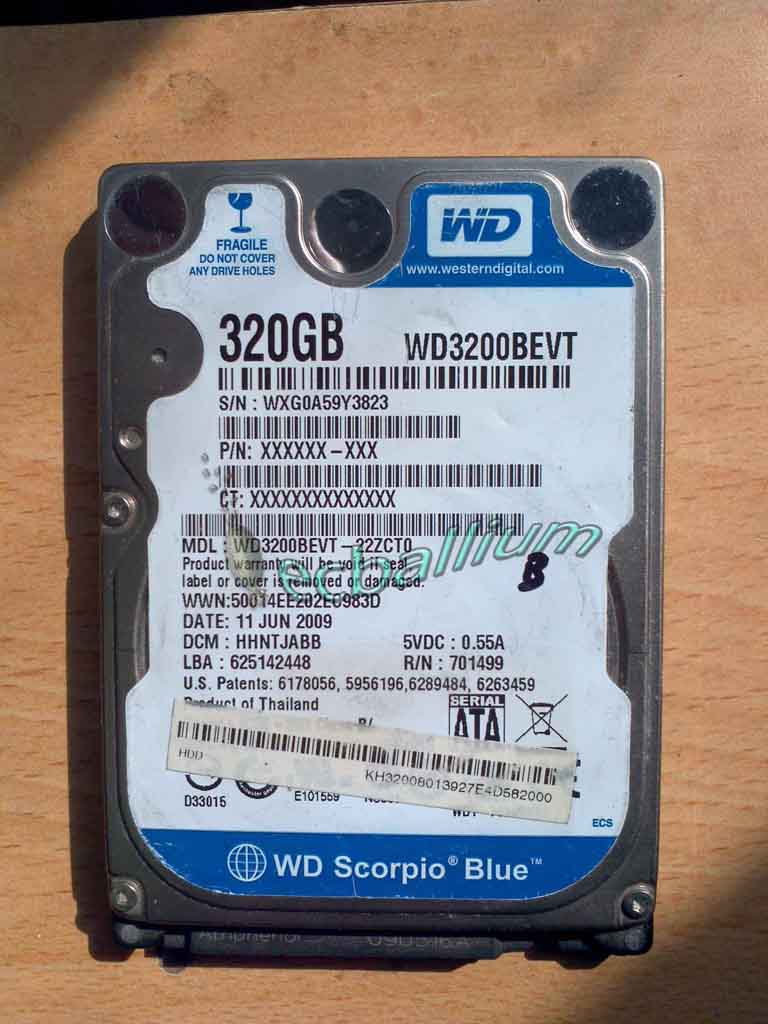 FRAGILE
DO NOT COVER
ANY DRIVE HOLES
WD
www.westerndigital.com
320GB WD3200BEVT
S/N : WXG0A59Y3823
P/N: XXXXXX-XXX
CT: XXXXXXXXXXXXXX
MDL : WD3200BEVT-22ZCT0
ecballium
Product warranty will be void if seal
label or cover is removed or damaged.
B
WWN:50014EE202E0983D
DATE: 11 JUN 2009
DCM : HHNTJABB 5VDC : 0.55A
LBA : 625142448 R/N : 701499
U.S. Patents: 6178056, 5956196,6289484, 6263459
Product of Thailand
SERIAL
ATA
HDD
KH32008013927E4D582000
D33015 E101559
ECS
WD Scorpio® Blue™
Amphenol